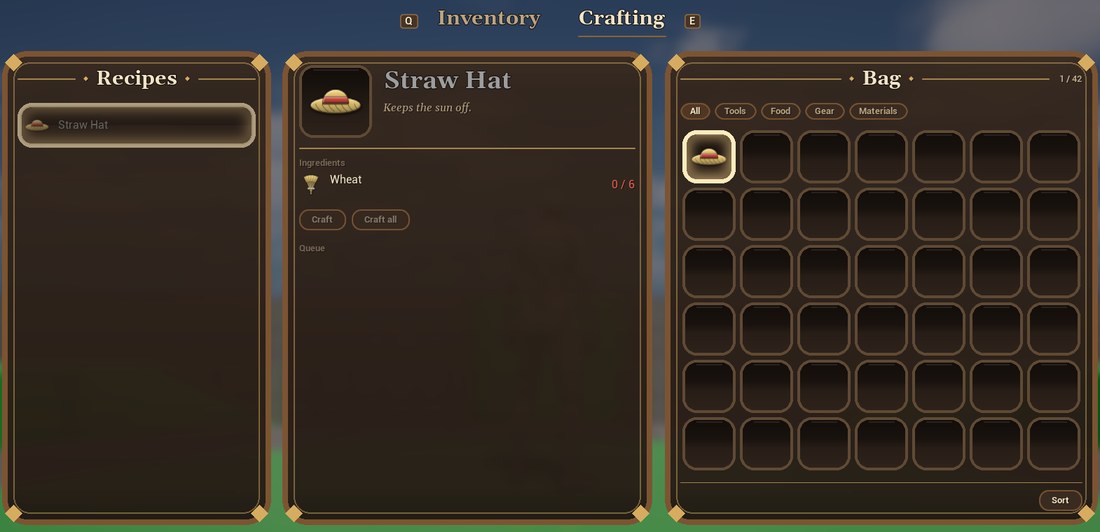 Q Inventory Crafting E
Recipes
Straw Hat
Straw Hat
Keeps the sun off.
Ingredients
Wheat 0 / 6
Craft Craft all
Queue
Bag 1 / 42
All Tools Food Gear Materials
Sort